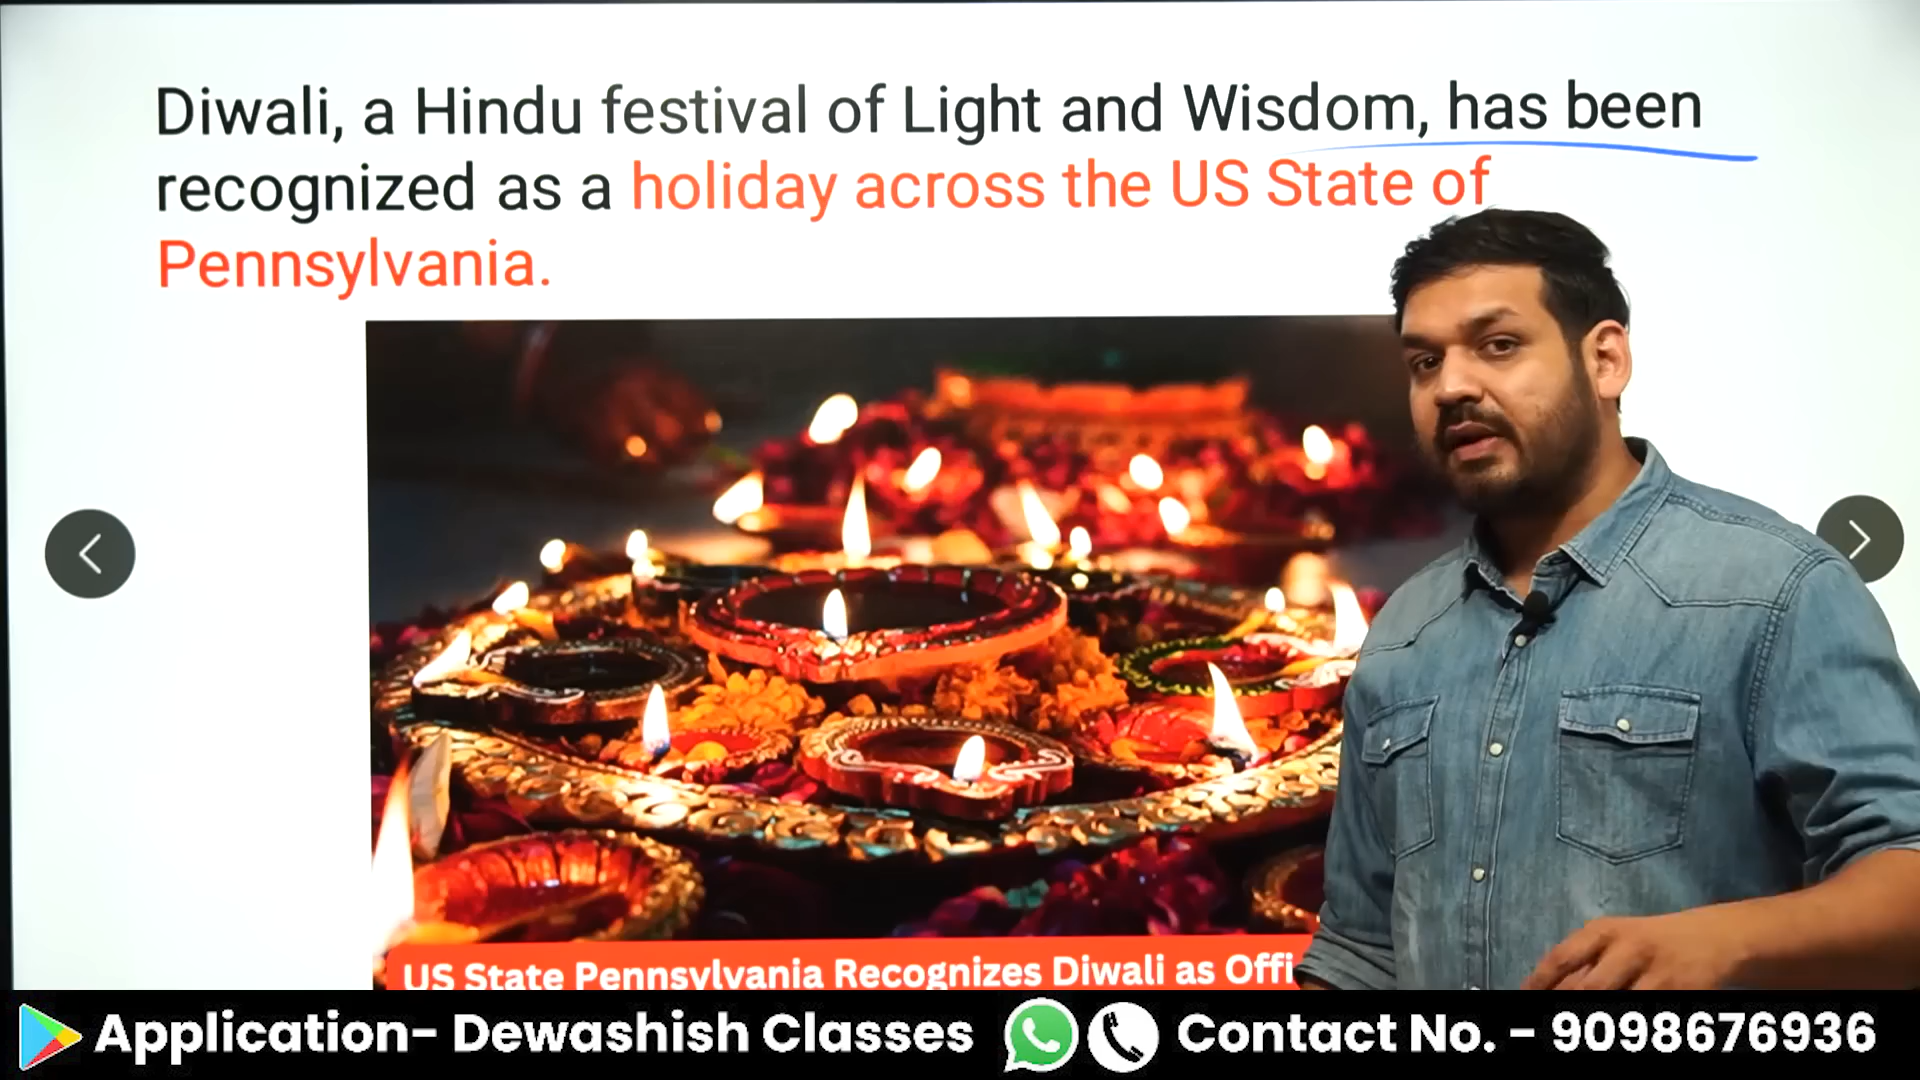 Diwali, a Hindu festival of Light and Wisdom, has been
recognized as a holiday across the US State of
Pennsylvania.
US State Pennsylvania Recognizes Diwali as Offi
Application- Dewashish Classes
Contact No. - 9098676936